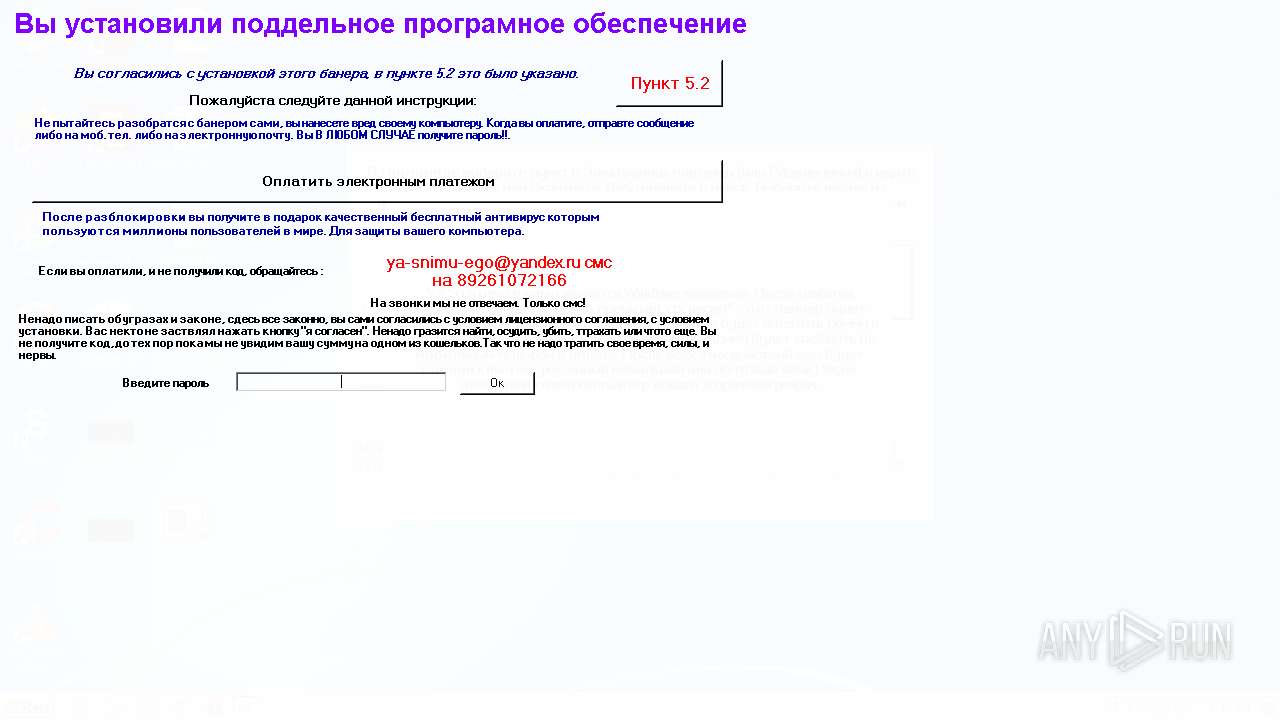 Вы установили поддельное програмное обеспечение
Вы согласились с установкой этого банера, в пункте 5.2 это было указано.
Пункт 5.2
Пожалуйста следуйте данной инструкции:
Не пытайтесь разобратся с банером сами, вы нанесете вред своему компьютеру. Когда вы оплатите, отправте сообщение
либо на моб. тел. либо на электронную почту. Вы В ЛЮБОМ СЛУЧАЕ получите пароль!!.
Оплатить электронным платежом
После разблокировки вы получите в подарок качественный бесплатный антивирус которым
пользуются миллионы пользователей в мире. Для защиты вашего компьютера.
Если вы оплатили, и не получили код, обращайтесь :
ya-snimu-ego@yandex.ru смс
на 89261072166
На звонки мы не отвечаем. Только смс!
Ненадо писать об угразах и законе, сдесь все законно, вы сами согласились с условием лицензионного соглашения, с условием
установки. Вас нектоне заствлял нажать кнопку "я согласен". Ненадо гразится найти, осудить, убить, ттрахать или чтото еще. Вы
не получите код, до тех пор пока мы не увидим вашу сумму на одном из кошельков.Так что не надо тратить свое время, силы, и
нервы.
Введите пароль
Ок
ANY RUN